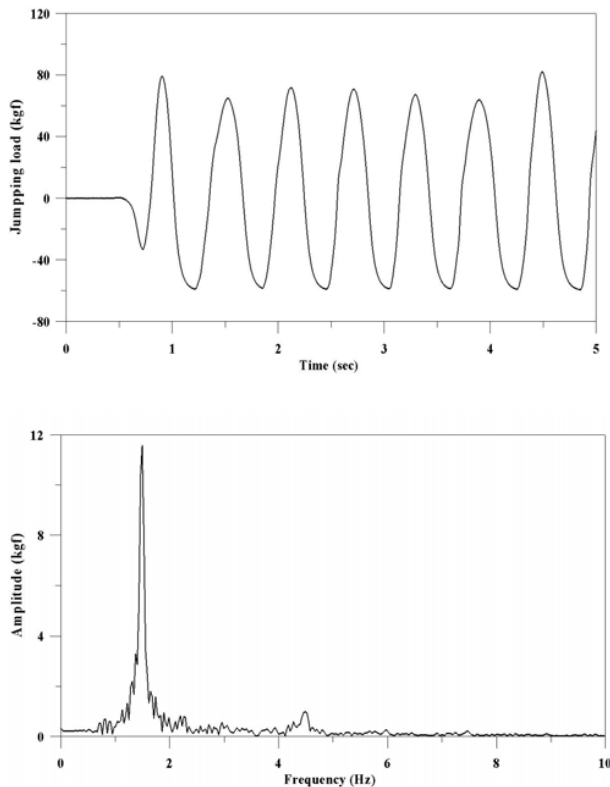 120
80
40
0
-40
-80
Jumpping load (kgf)
0 1 2 3 4 5
Time (sec)
12
8
4
0
Amplitude (kgf)
0 2 4 6 8 10
Frequency (Hz)